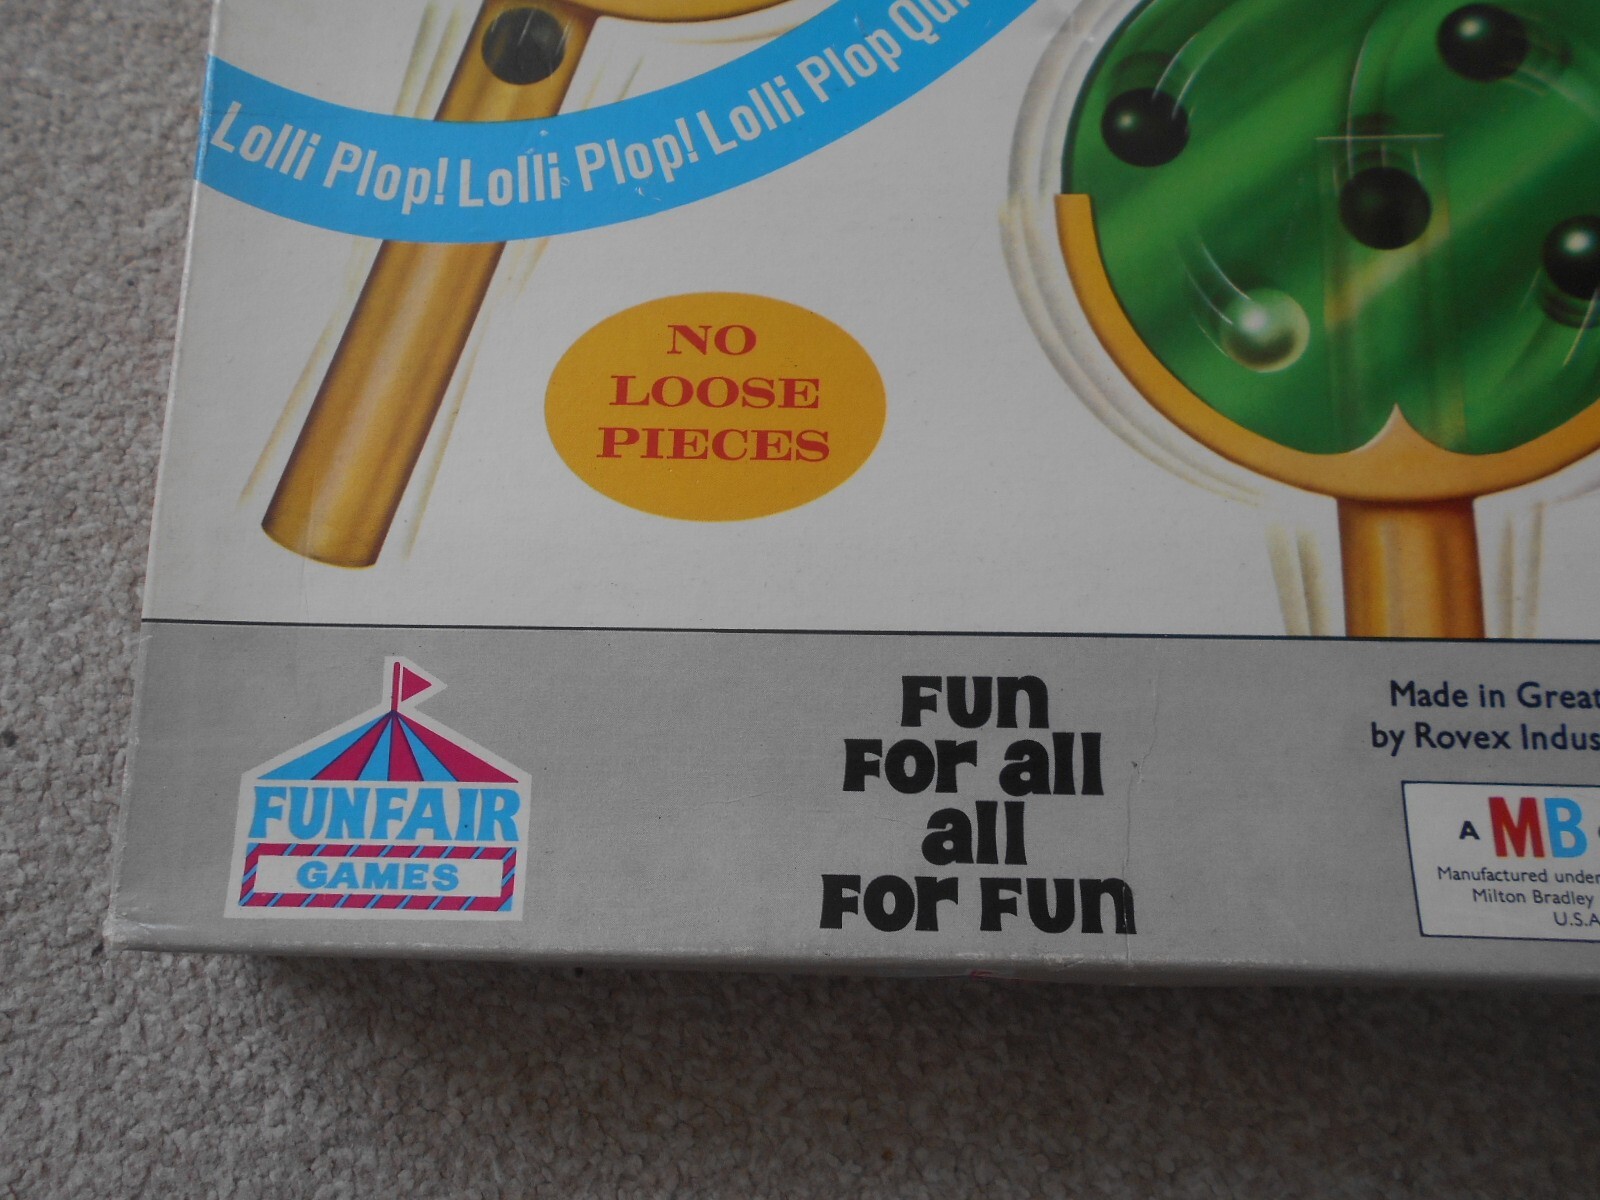 Lolli Plop! Lolli Plop! Lolli Plop
NO
LOOSE
PIECES
FUNFAIR
GAMES
Fun
For all
all
For Fun
Made in Great
by Rovex
A MB
Manufactured under
Milton Bradley
U.S.A